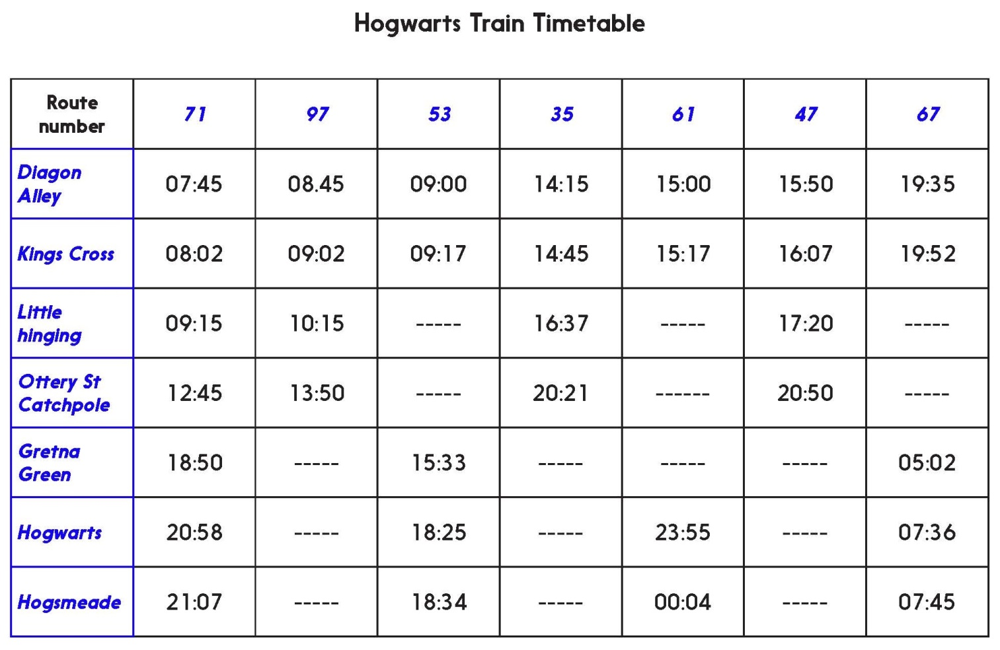 Hogwarts Train Timetable
Route
number
71 97 53 35 61 47 67
Diagon
Alley
07:45 08.45 09:00 14:15 15:00 15:50 19:35
Kings Cross
08:02 09:02 09:17 14:45 15:17 16:07 19:52
Little
hinging
09:15 10:15 ----- 16:37 ----- 17:20 -----
Ottery St
Catchpole
12:45 13:50 ----- 20:21 ------ 20:50 -----
Gretna
Green
18:50 ----- 15:33 ----- ----- ----- 05:02
Hogwarts
20:58 ----- 18:25 ----- 23:55 ----- 07:36
Hogsmeade
21:07 ----- 18:34 ----- 00:04 ----- 07:45